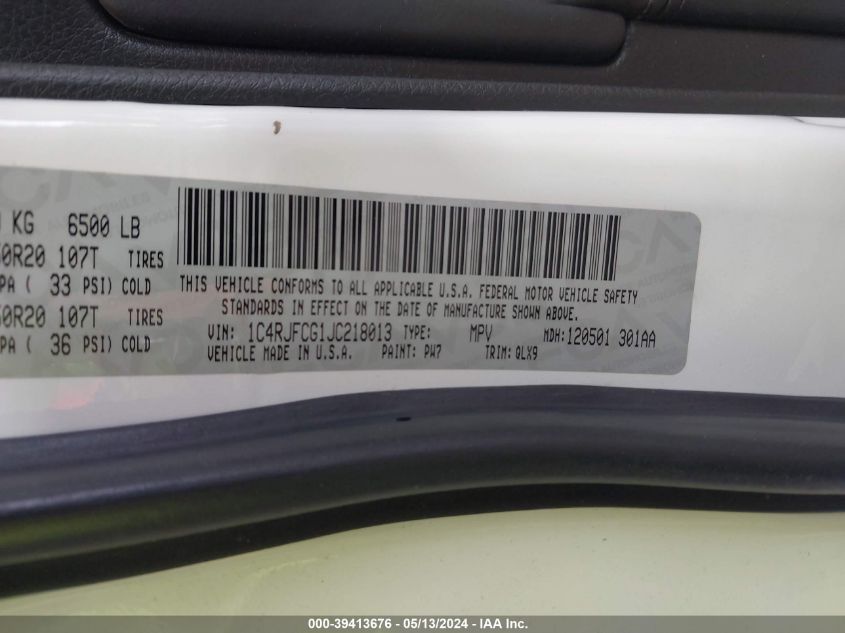 KG 6500 LB
0R20 107T TIRES
PA ( 33 PSI) COLD
50R20 107T TIRES
PA ( 36 PSI) COLD
THIS VEHICLE CONFORMS TO ALL APPLICABLE U.S.A. FEDERAL MOTOR VEHICLE SAFETY
STANDARDS IN EFFECT ON THE DATE OF MANUFACTURE SHOWN ABOVE.
VIN: 1C4RJFCG1JC218013 TYPE: MPV MDH:120501 301AA
VEHICLE MADE IN U.S.A. PAINT: PW7 TRIM: QLX9
000-39413676 - 05/13/2024 - IAA Inc.